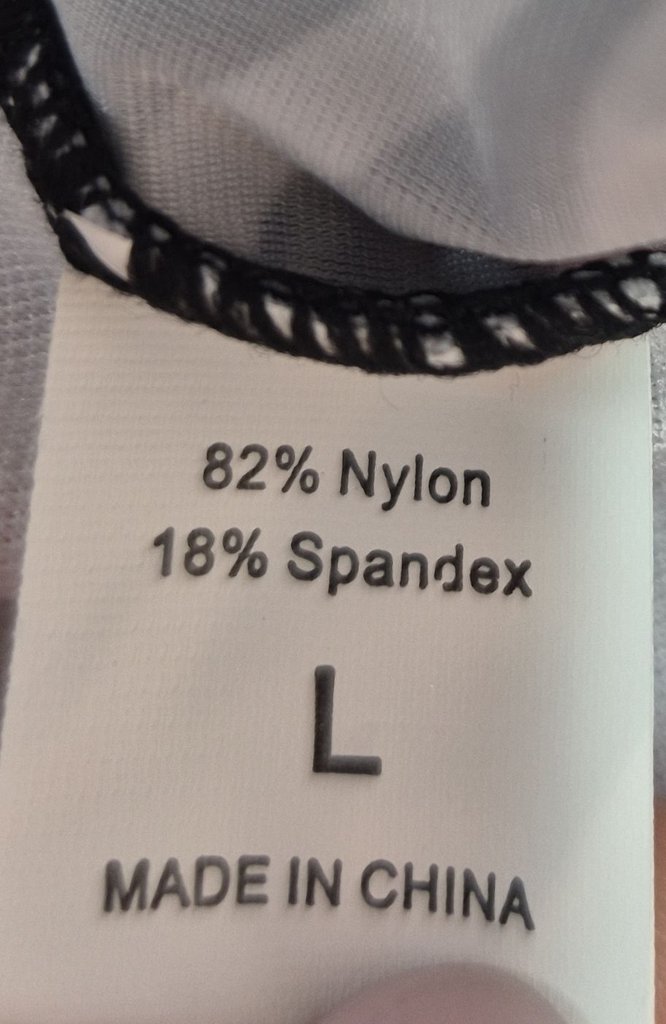 82% Nylon
18% Spandex
L
MADE IN CHINA